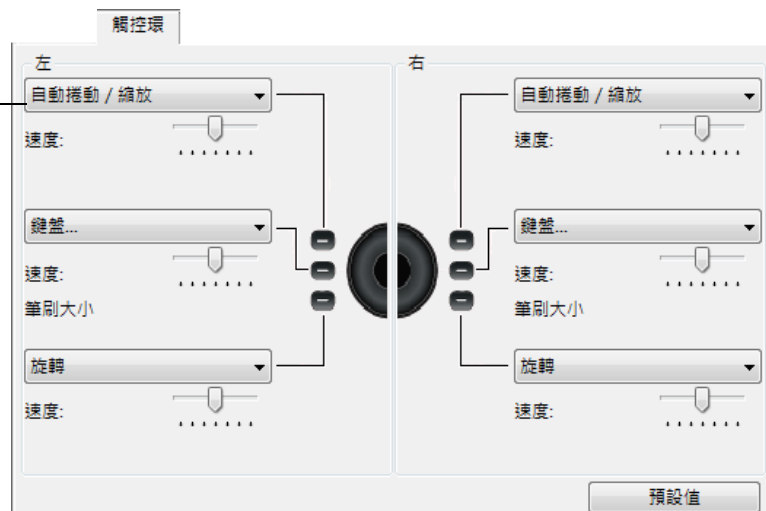 觸控環
左
自動捲動 / 縮放
速度:
鍵盤...
速度:
筆刷大小
旋轉
速度:
右
自動捲動 / 縮放
速度:
鍵盤...
速度:
筆刷大小
旋轉
速度:
預設值